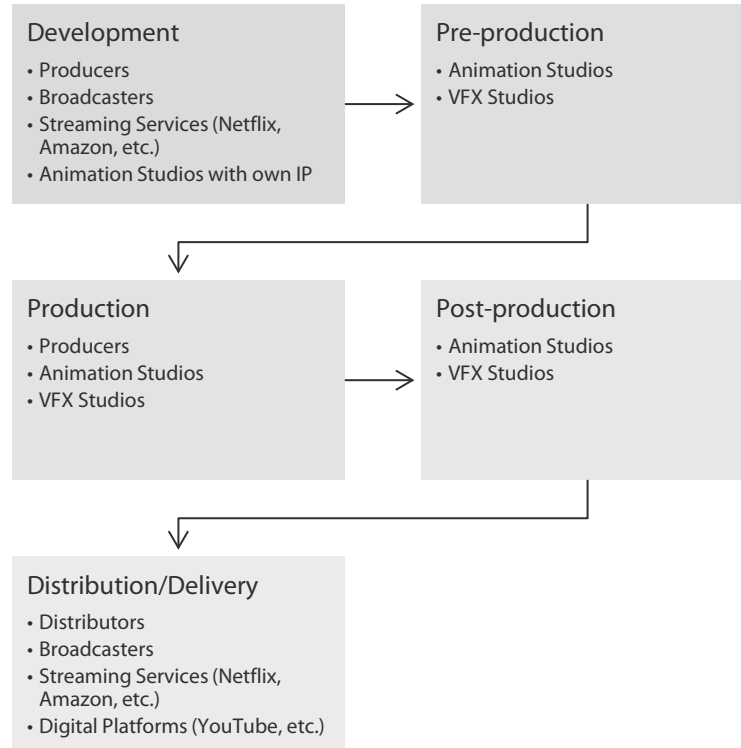 Development
• Producers
• Broadcasters
• Streaming Services (Netflix,
Amazon, etc.)
• Animation Studios with own IP
Pre-production
• Animation Studios
• VFX Studios
Production
• Producers
• Animation Studios
• VFX Studios
Post-production
• Animation Studios
• VFX Studios
Distribution/Delivery
• Distributors
• Broadcasters
• Streaming Services (Netflix,
Amazon, etc.)
• Digital Platforms (YouTube, etc.)